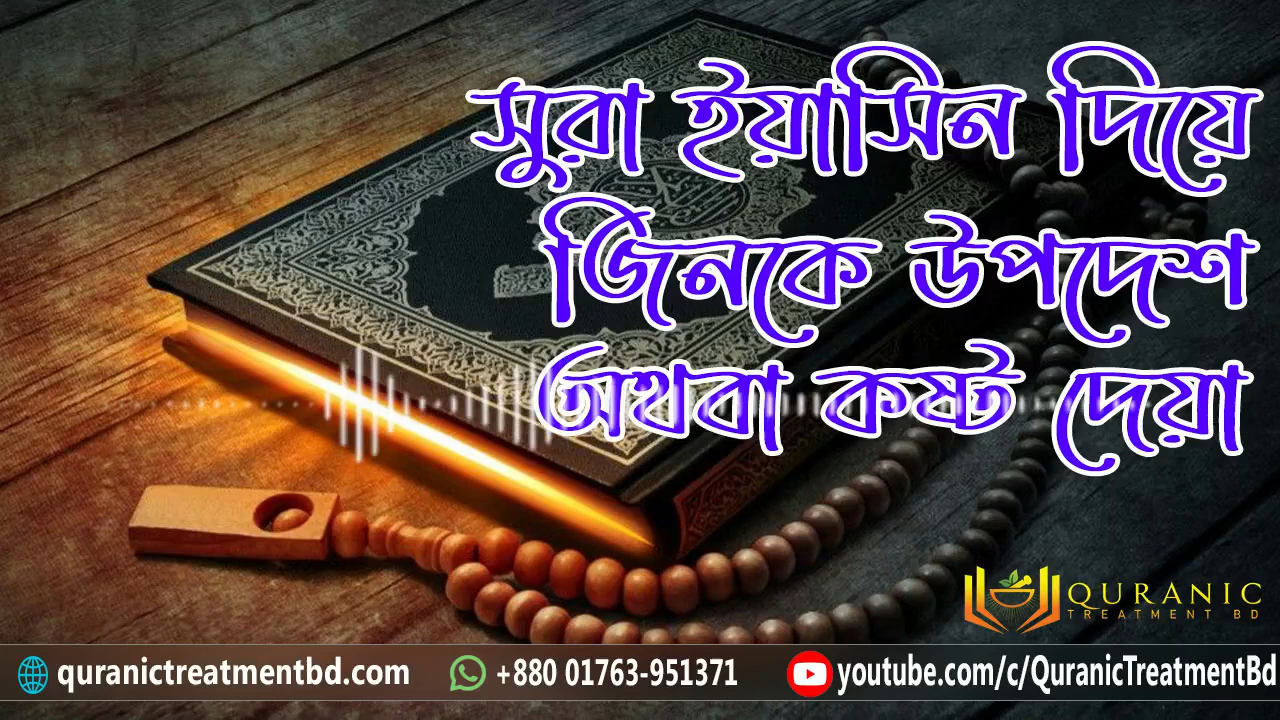 সুরা ইয়াসিন দিয়ে
জিনকে উপদেশ
অথবা কষ্ট দেয়া
QURANIC
TREATMENT BD
quranictreatmentbd.com
+880 01763-951371
youtube.com/c/QuranicTreatmentBd